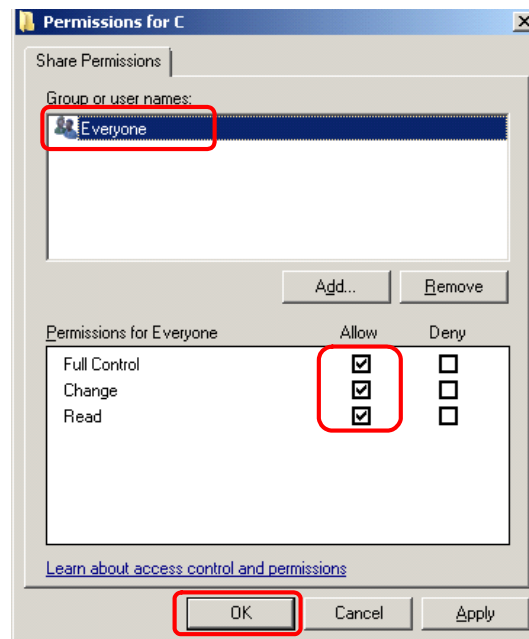 Permissions for C
Share Permissions
Group or user names:
Everyone
Add... Remove
Permissions for Everyone Allow Deny
Full Control
Change
Read
Learn about access control and permissions
OK Cancel Apply